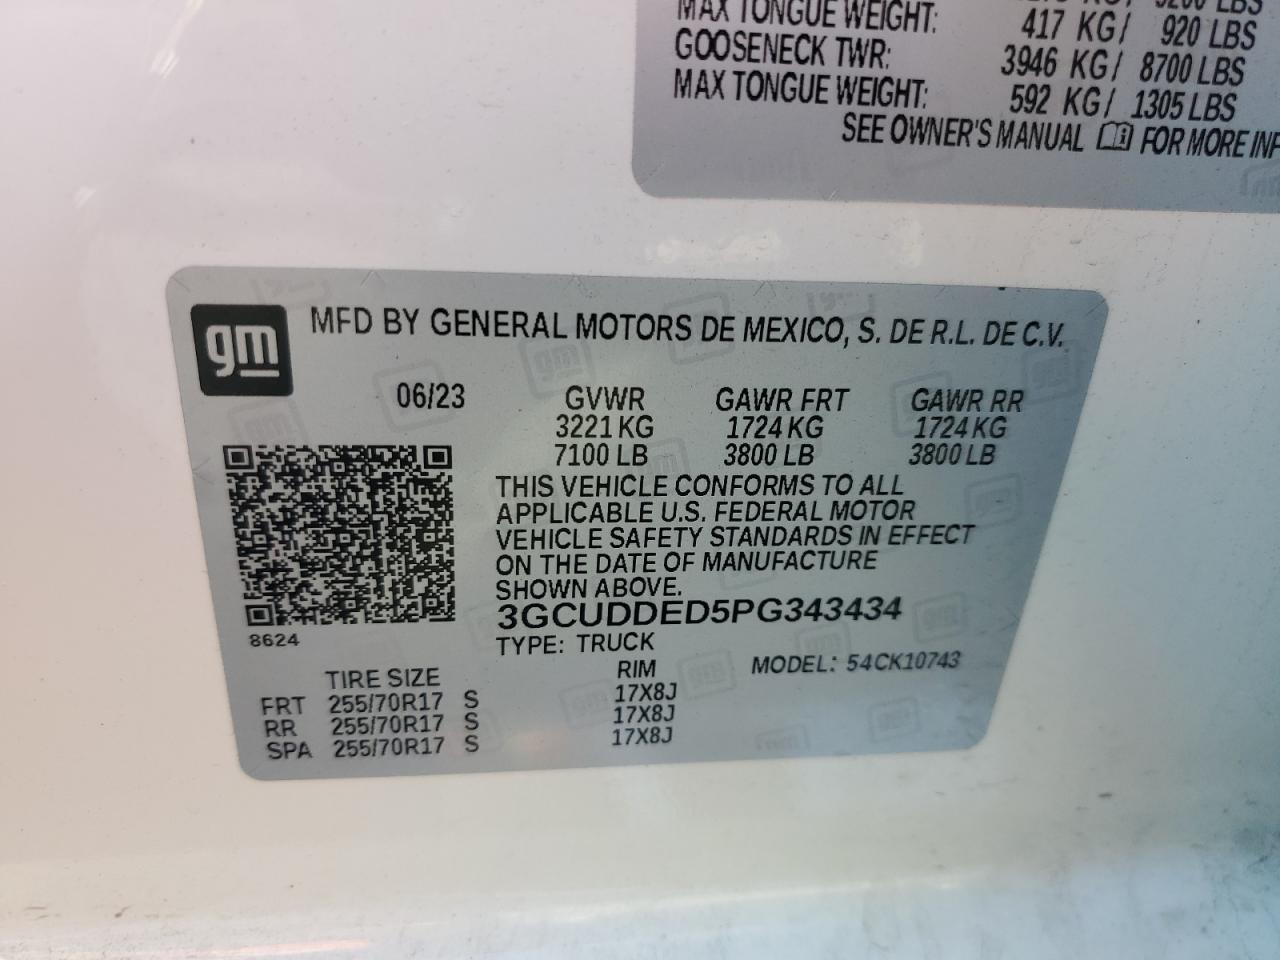 LBS
MAX TONGUE WEIGHT: 417 KG/ 920 LBS
GOOSENECK TWR: 3946 KG/ 8700 LBS
MAX TONGUE WEIGHT: 592 KG/ 1305 LBS
SEE OWNER'S MANUAL FOR MORE INF
gm
MFD BY GENERAL MOTORS DE MEXICO, S. DE R.L. DE C.V.
06/23 GVWR GAWR FRT GAWR RR
3221 KG 1724 KG 1724 KG
7100 LB 3800 LB 3800 LB
THIS VEHICLE CONFORMS TO ALL
APPLICABLE U.S. FEDERAL MOTOR
VEHICLE SAFETY STANDARDS IN EFFECT
ON THE DATE OF MANUFACTURE
SHOWN ABOVE.
3GCUDDED5PG343434
8624
TYPE: TRUCK
MODEL: 54CK10743
TIRE SIZE RIM
FRT 255/70R17 S 17X8J
RR 255/70R17 S 17X8J
SPA 255/70R17 S 17X8J